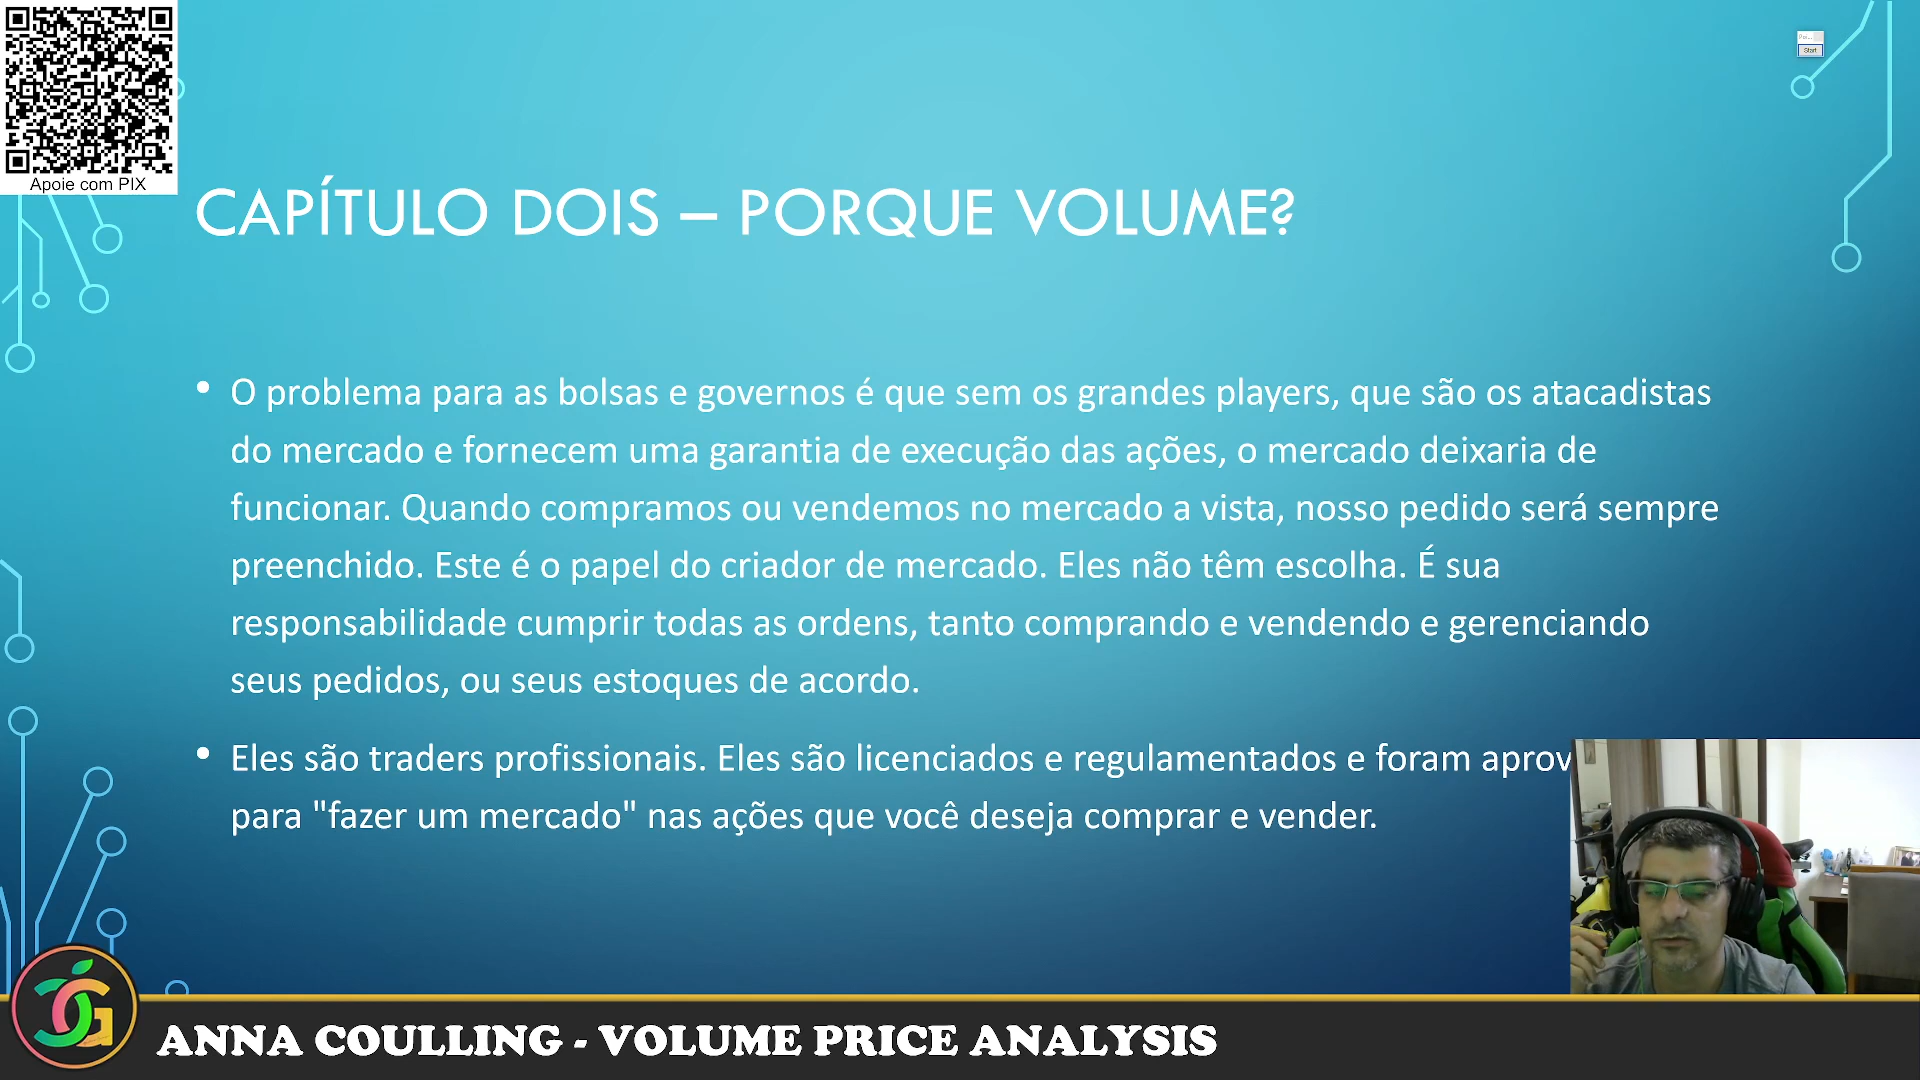 Apoie com PIX
Start
CAPÍTULO DOIS – PORQUE VOLUME?
• O problema para as bolsas e governos é que sem os grandes players, que são os atacadistas
do mercado e fornecem uma garantia de execução das ações, o mercado deixaria de
funcionar. Quando compramos ou vendemos no mercado a vista, nosso pedido será sempre
preenchido. Este é o papel do criador de mercado. Eles não têm escolha. É sua
responsabilidade cumprir todas as ordens, tanto comprando e vendendo e gerenciando
seus pedidos, ou seus estoques de acordo.
• Eles são traders profissionais. Eles são licenciados e regulamentados e foram aprov
para "fazer um mercado" nas ações que você deseja comprar e vender.
ANNA COULLING - VOLUME PRICE ANALYSIS